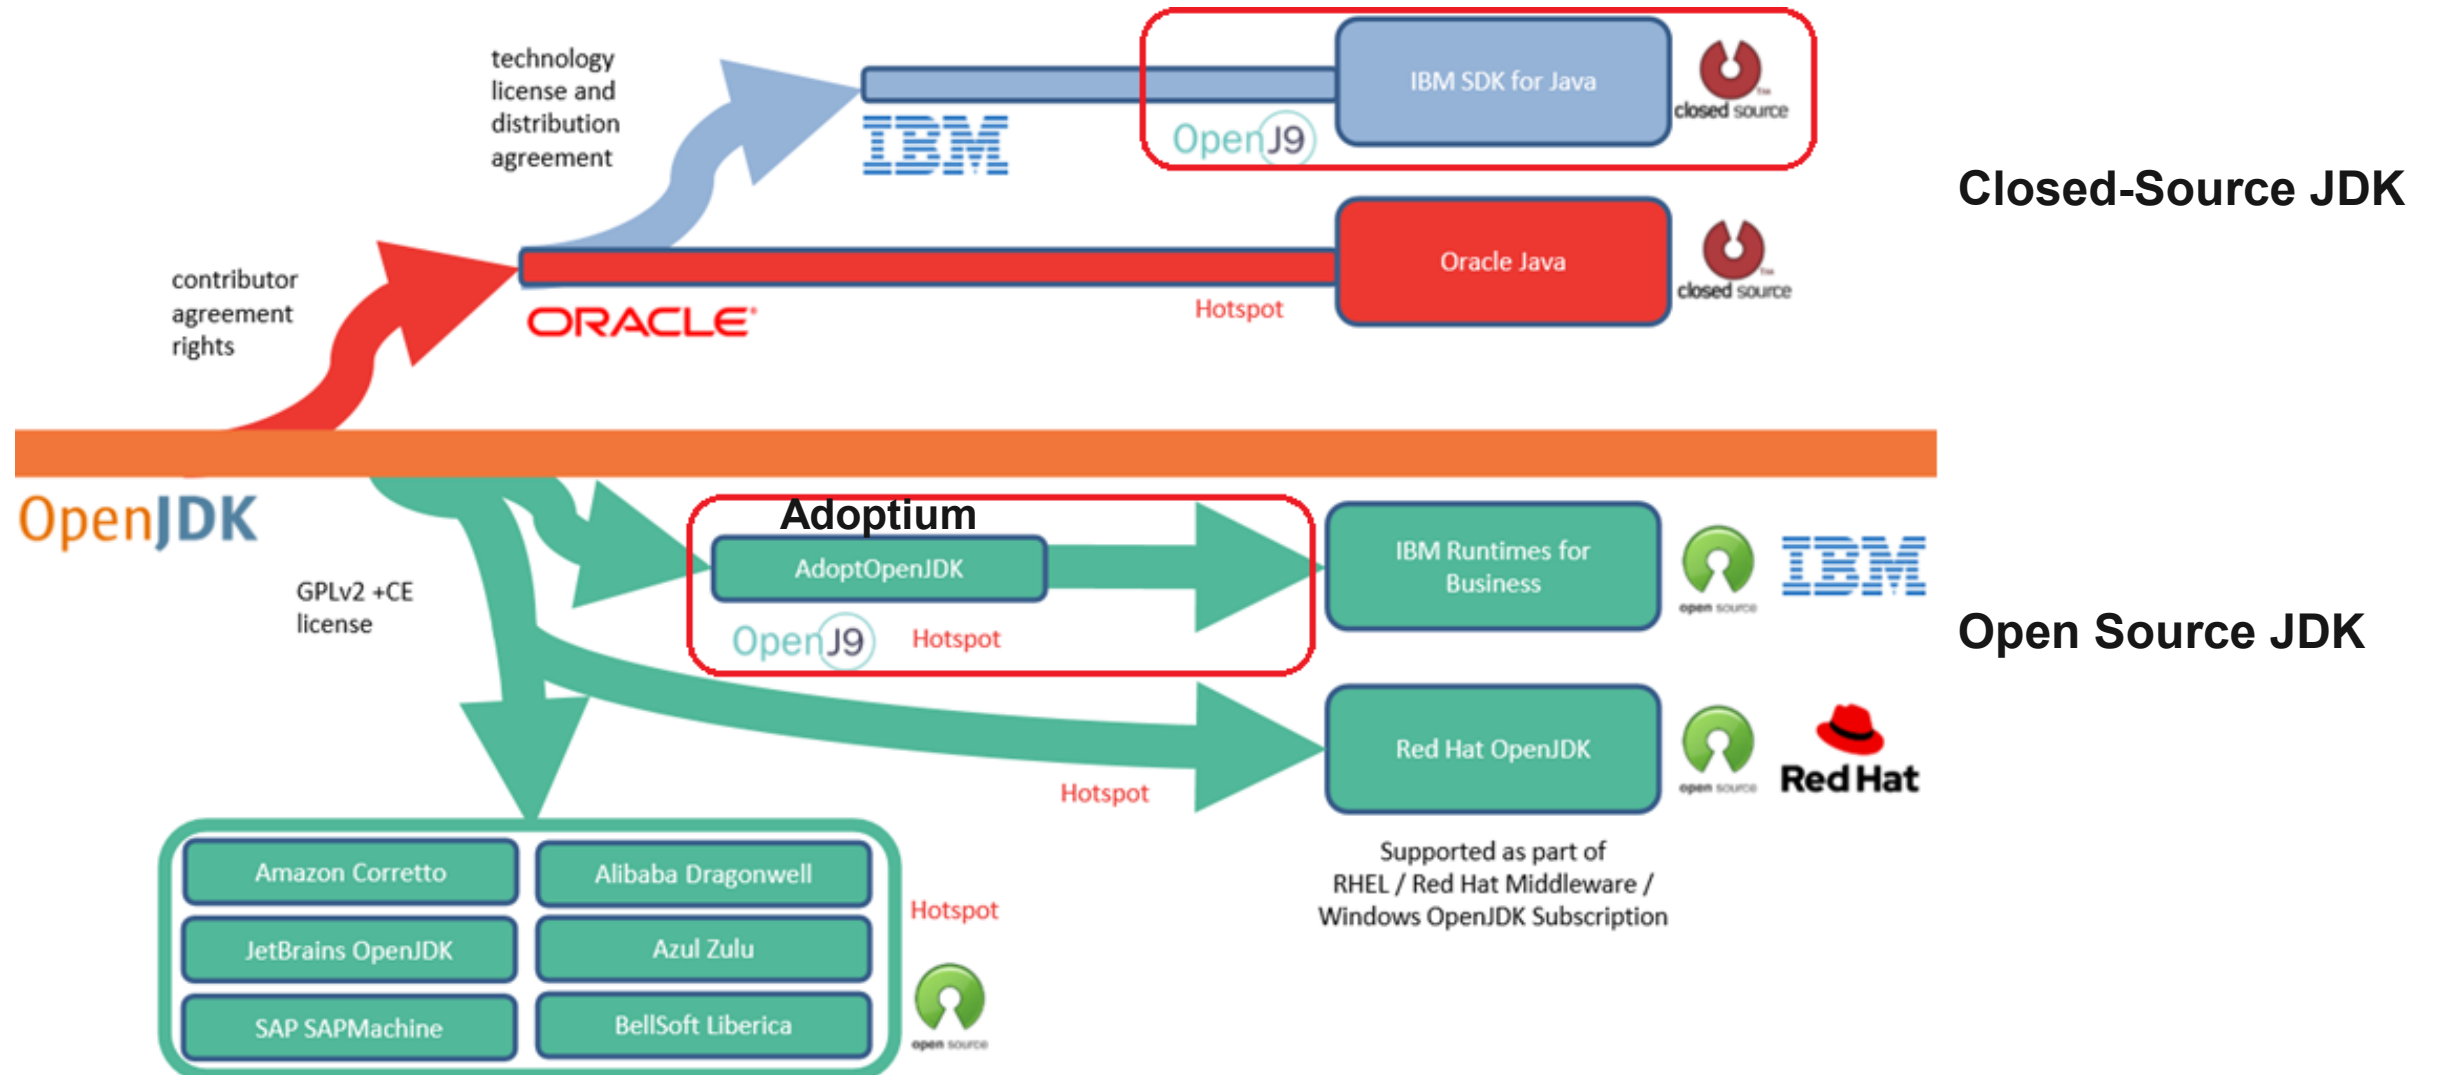 technology
license and
distribution
agreement
IBM
OpenJ9
IBM SDK for Java
TM
closed source
Closed-Source JDK
contributor
agreement
rights
ORACLE®
Hotspot
Oracle Java
TM
closed source
OpenJDK
GPLv2 +CE
license
Adoptium
AdoptOpenJDK
OpenJ9
Hotspot
IBM Runtimes for
Business
open source
IBM
Open Source JDK
Hotspot
Red Hat OpenJDK
open source
Red Hat
Supported as part of
RHEL / Red Hat Middleware /
Windows OpenJDK Subscription
Amazon Corretto
Alibaba Dragonwell
JetBrains OpenJDK
Azul Zulu
SAP SAPMachine
BellSoft Liberica
Hotspot
open source